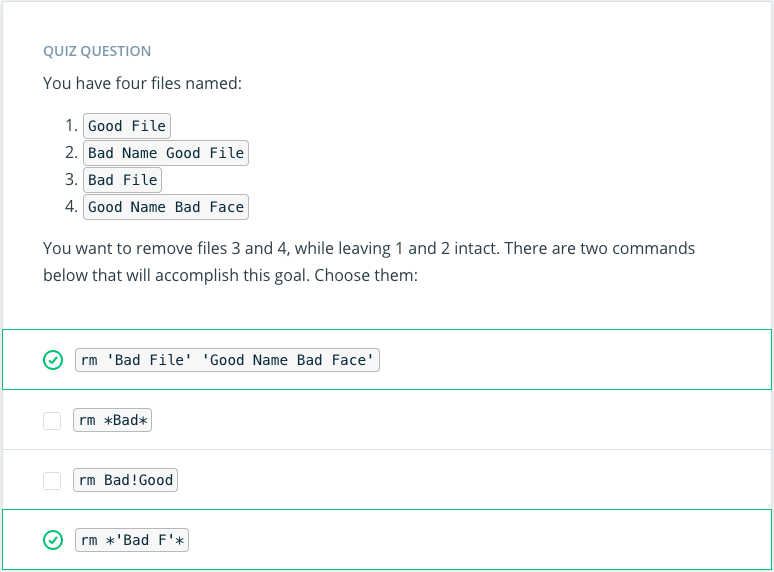 QUIZ QUESTION
You have four files named:
1. Good File
2. Bad Name Good File
3. Bad File
4. Good Name Bad Face
You want to remove files 3 and 4, while leaving 1 and 2 intact. There are two commands
below that will accomplish this goal. Choose them:
rm 'Bad File' 'Good Name Bad Face'
rm *Bad*
rm Bad!Good
rm *'Bad F'*